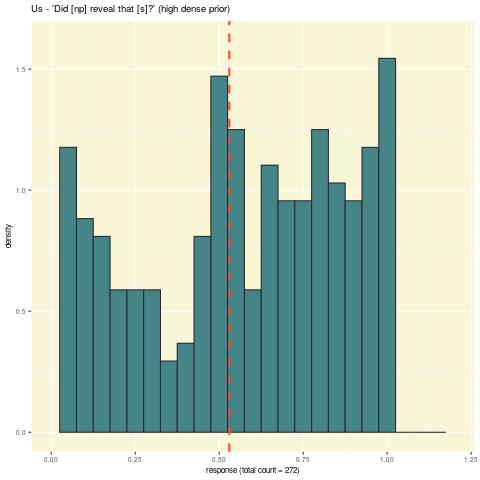 Us - 'Did [np] reveal that [s]?' (high dense prior)
density
1.5
1.0
0.5
0.0
0.00 0.25 0.50 0.75 1.00 1.25
response (total count = 272)